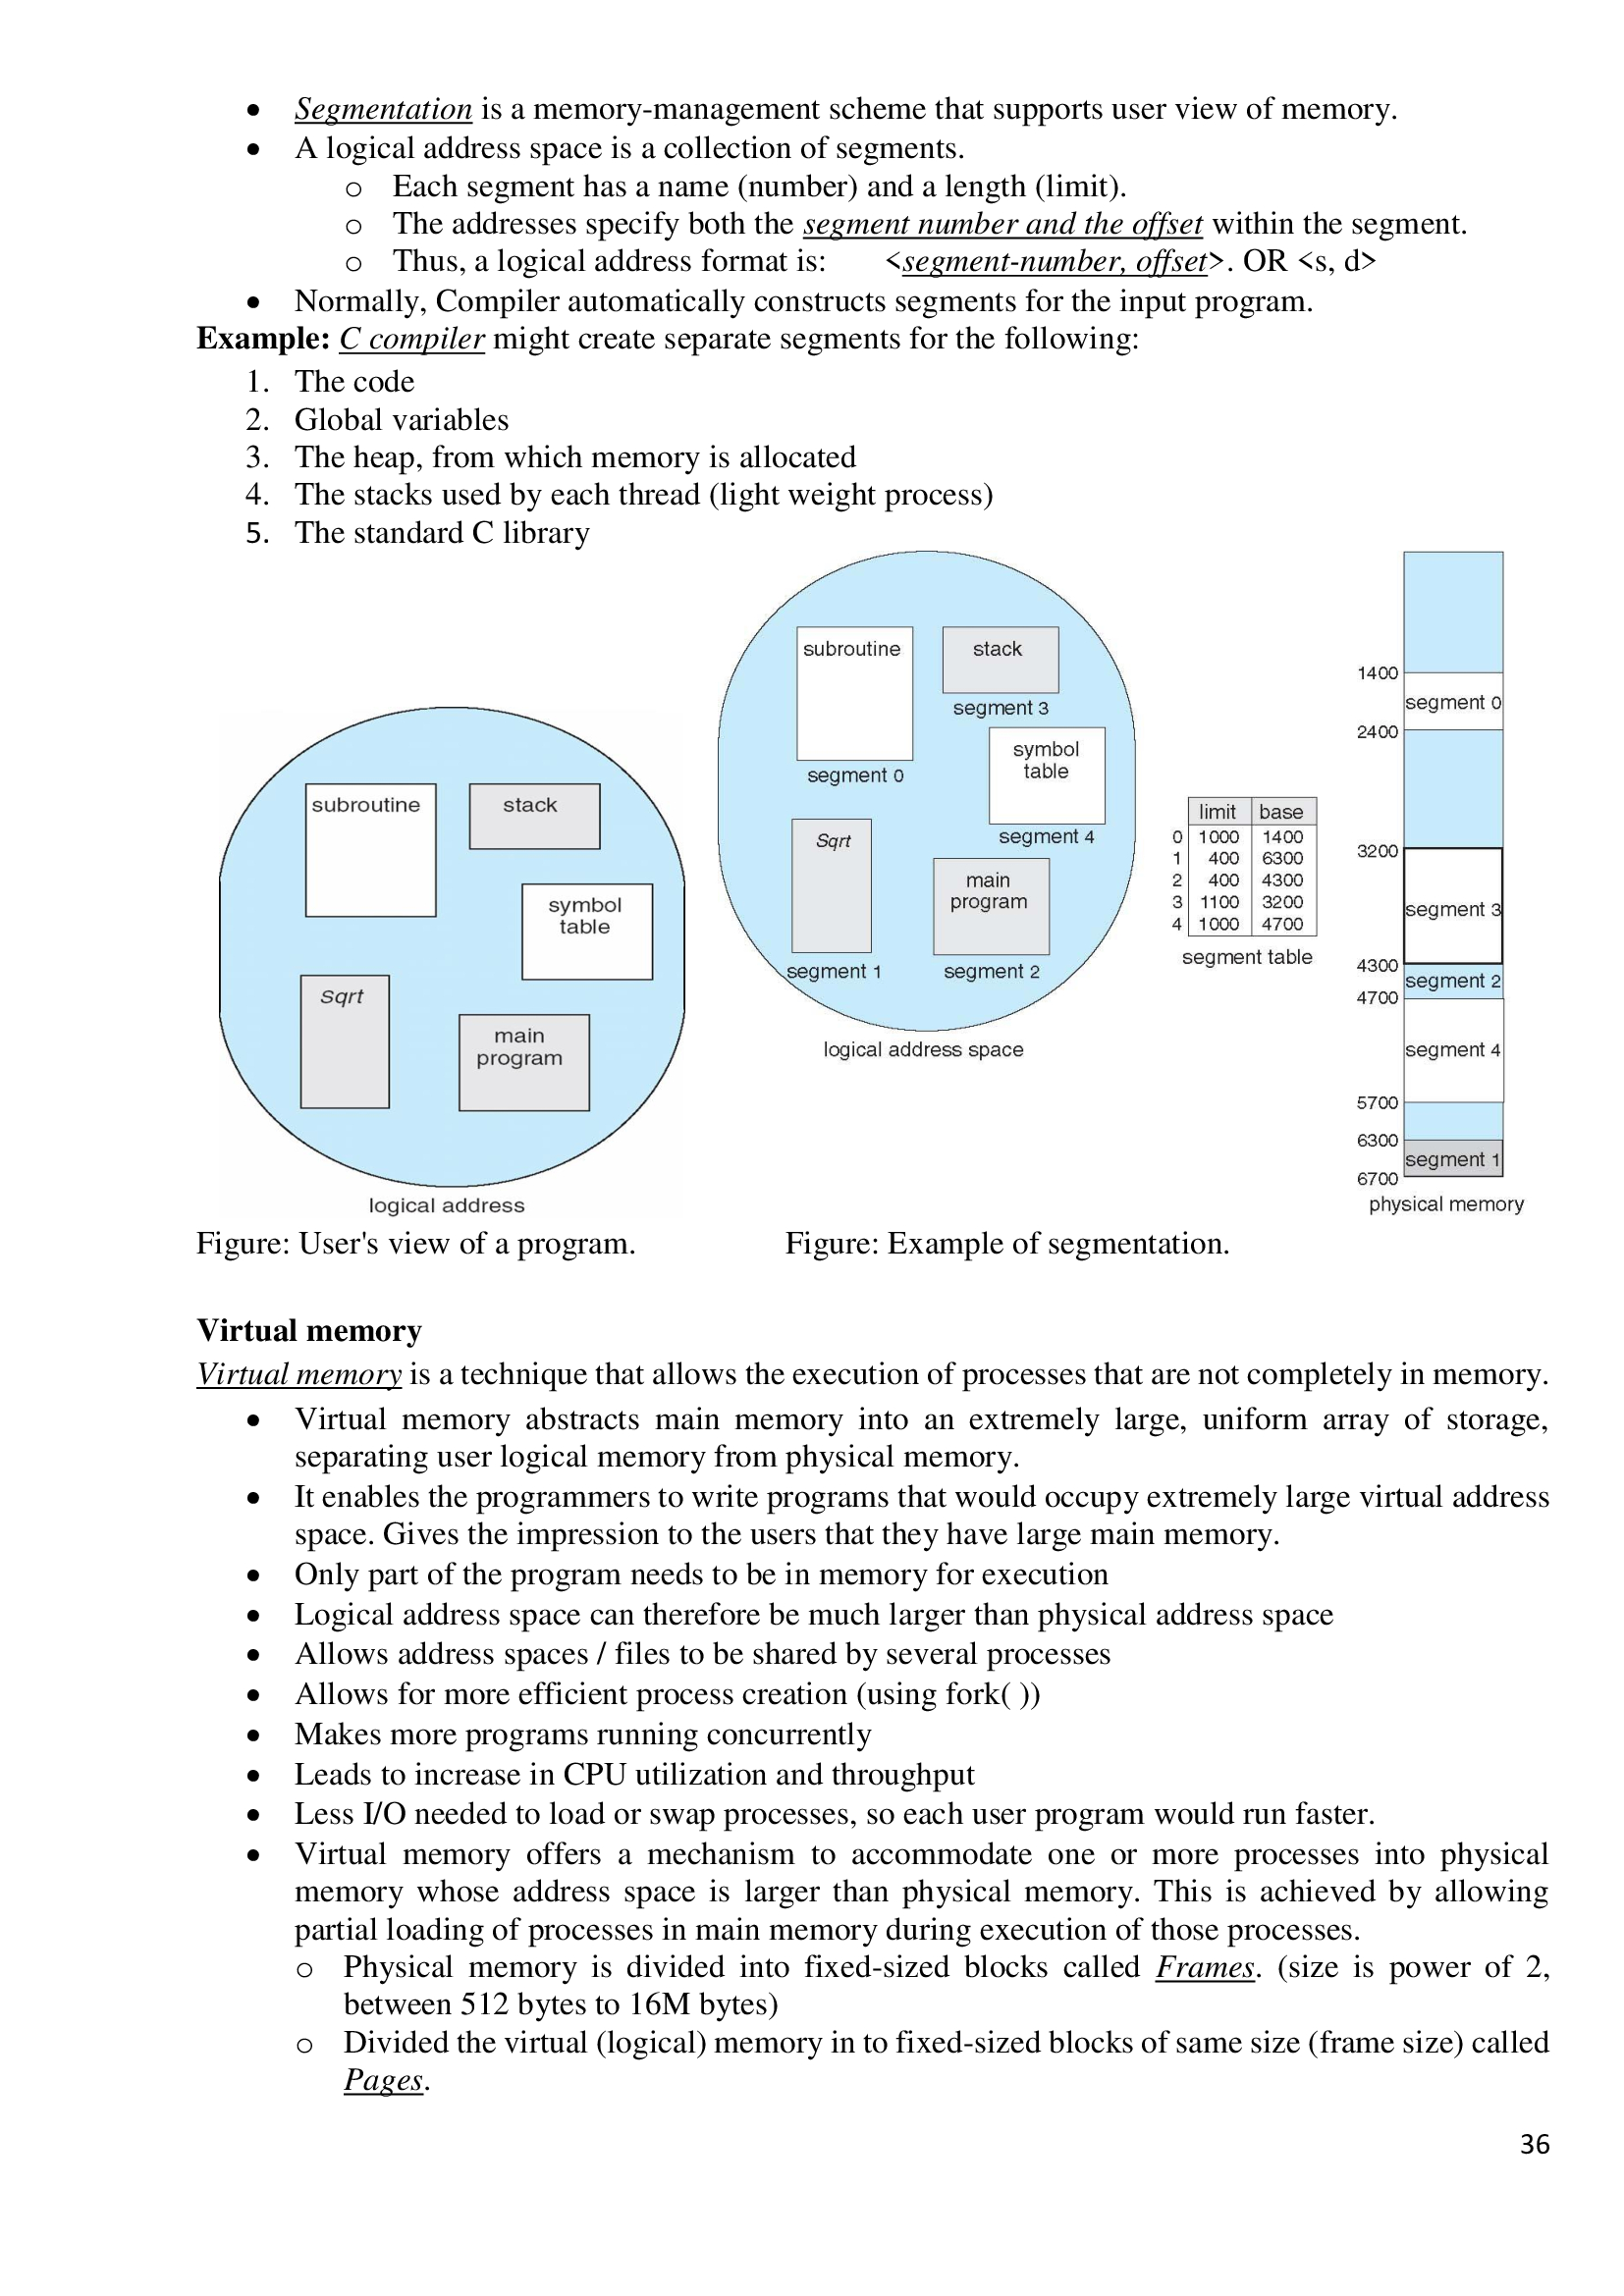 • Segmentation is a memory-management scheme that supports user view of memory.
• A logical address space is a collection of segments.
o Each segment has a name (number) and a length (limit).
o The addresses specify both the segment number and the offset within the segment.
o Thus, a logical address format is: <segment-number, offset>. OR <s, d>
• Normally, Compiler automatically constructs segments for the input program.
Example: C compiler might create separate segments for the following:
1. The code
2. Global variables
3. The heap, from which memory is allocated
4. The stacks used by each thread (light weight process)
5. The standard C library
subroutine
stack
symbol
table
Sqrt
main
program
logical address
subroutine
stack
segment 3
segment 0
symbol
table
segment 4
Sqrt
main
program
segment 1
segment 2
logical address space
limit base
0 1000 1400
1 400 6300
2 400 4300
3 1100 3200
4 1000 4700
segment table
1400
segment 0
2400
3200
segment 3
4300
segment 2
4700
segment 4
5700
6300
segment 1
6700
physical memory
Figure: User's view of a program. Figure: Example of segmentation.
Virtual memory
Virtual memory is a technique that allows the execution of processes that are not completely in memory.
• Virtual memory abstracts main memory into an extremely large, uniform array of storage,
separating user logical memory from physical memory.
• It enables the programmers to write programs that would occupy extremely large virtual address
space. Gives the impression to the users that they have large main memory.
• Only part of the program needs to be in memory for execution
• Logical address space can therefore be much larger than physical address space
• Allows address spaces / files to be shared by several processes
• Allows for more efficient process creation (using fork( ))
• Makes more programs running concurrently
• Leads to increase in CPU utilization and throughput
• Less I/O needed to load or swap processes, so each user program would run faster.
• Virtual memory offers a mechanism to accommodate one or more processes into physical
memory whose address space is larger than physical memory. This is achieved by allowing
partial loading of processes in main memory during execution of those processes.
o Physical memory is divided into fixed-sized blocks called Frames. (size is power of 2,
between 512 bytes to 16M bytes)
o Divided the virtual (logical) memory in to fixed-sized blocks of same size (frame size) called
Pages.
36